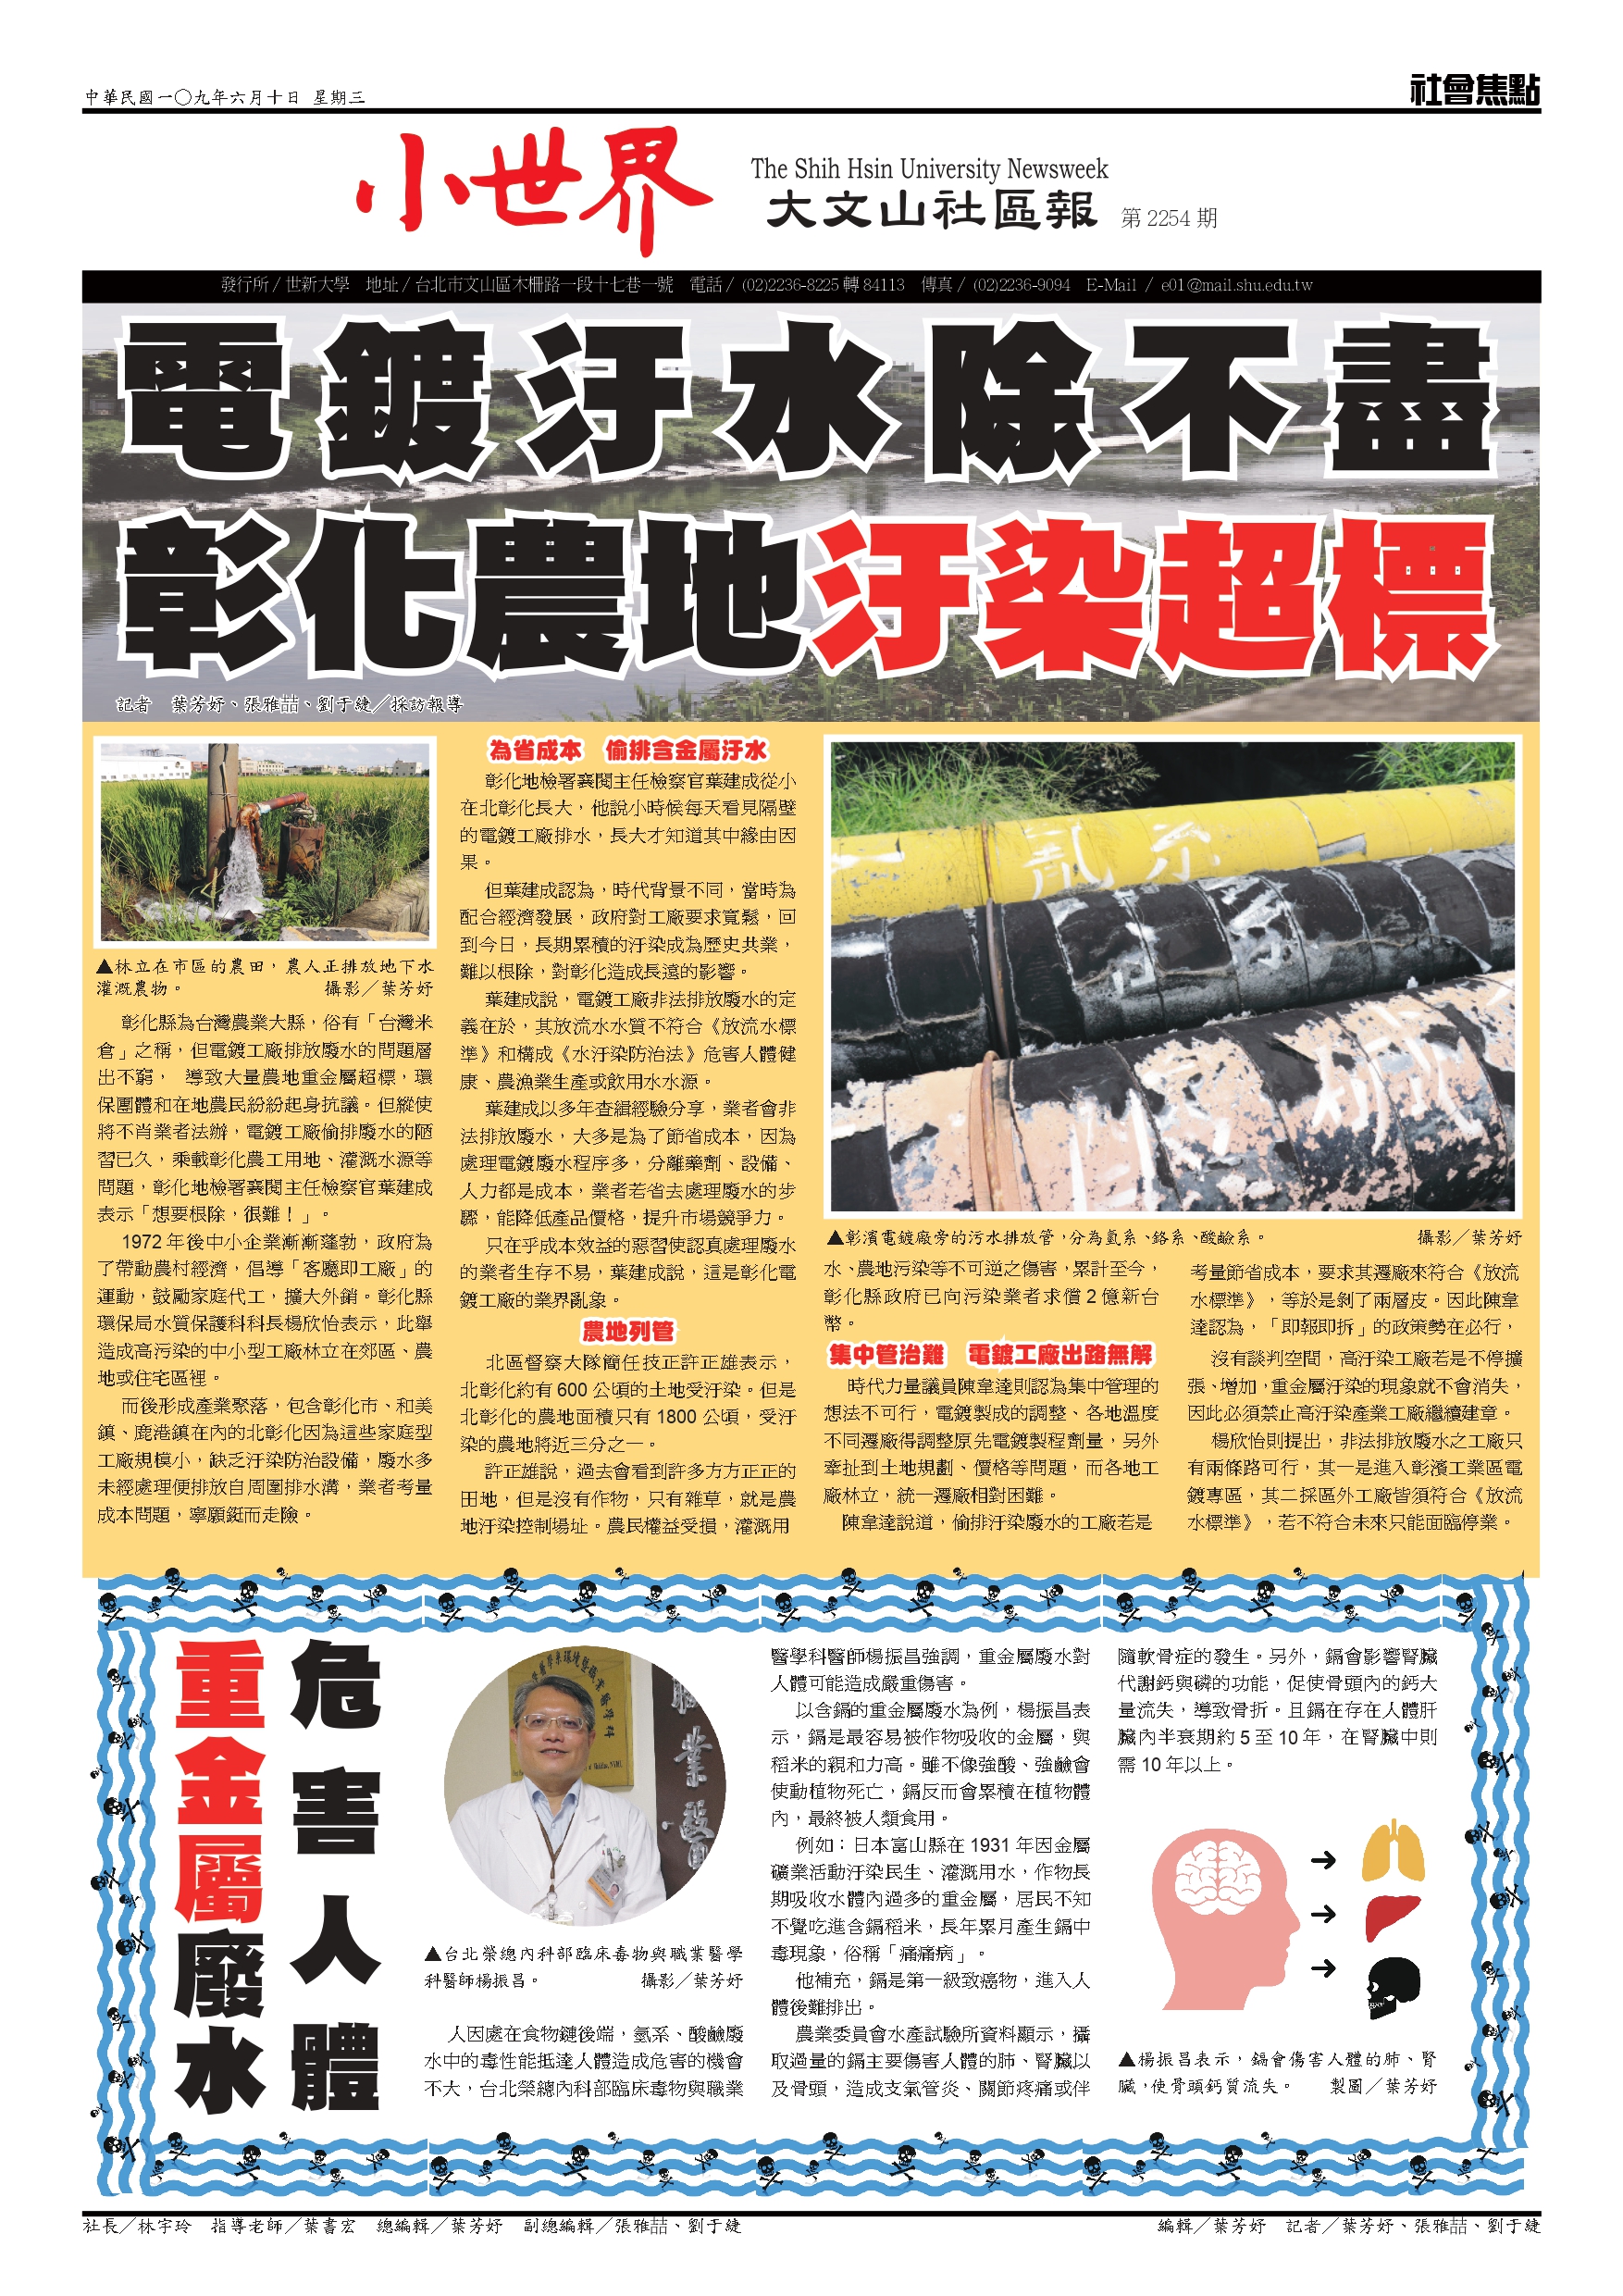 中華民國一〇九年六月十日 星期三
社會焦點
小世界
The Shih Hsin University Newsweek
大文山社區報 第 2254 期
發行所 / 世新大學 地址 / 台北市文山區木柵路一段十七巷一號 電話 / (02)2236-8225 轉 84113 傳真 / (02)2236-9094 E-Mail / e01@mail.shu.edu.tw
電鍍汙水除不盡
彰化農地汙染超標
記者 葉芳妤、張雅喆、劉于緁／採訪報導
▲林立在市區的農田，農人正排放地下水
灌溉農物。 攝影／葉芳妤
彰化縣為台灣農業大縣，俗有「台灣米
倉」之稱，但電鍍工廠排放廢水的問題層
出不窮， 導致大量農地重金屬超標，環
保團體和在地農民紛紛起身抗議。但縱使
將不肖業者法辦，電鍍工廠偷排廢水的陋
習已久，乘載彰化農工用地、灌溉水源等
問題，彰化地檢署襄閱主任檢察官葉建成
表示「想要根除，很難！」。
1972 年後中小企業漸漸蓬勃，政府為
了帶動農村經濟，倡導「客廳即工廠」的
運動，鼓勵家庭代工，擴大外銷。彰化縣
環保局水質保護科科長楊欣怡表示，此舉
造成高污染的中小型工廠林立在郊區、農
地或住宅區裡。
而後形成產業聚落，包含彰化市、和美
鎮、鹿港鎮在內的北彰化因為這些家庭型
工廠規模小，缺乏汙染防治設備，廢水多
未經處理便排放自周圍排水溝，業者考量
成本問題，寧願鋌而走險。
為省成本 偷排含金屬汙水
彰化地檢署襄閱主任檢察官葉建成從小
在北彰化長大，他說小時候每天看見隔壁
的電鍍工廠排水，長大才知道其中緣由因
果。
但葉建成認為，時代背景不同，當時為
配合經濟發展，政府對工廠要求寬鬆，回
到今日，長期累積的汙染成為歷史共業，
難以根除，對彰化造成長遠的影響。
葉建成說，電鍍工廠非法排放廢水的定
義在於，其放流水水質不符合《放流水標
準》和構成《水汙染防治法》危害人體健
康、農漁業生產或飲用水水源。
葉建成以多年查緝經驗分享，業者會非
法排放廢水，大多是為了節省成本，因為
處理電鍍廢水程序多，分離藥劑、設備、
人力都是成本，業者若省去處理廢水的步
驟，能降低產品價格，提升市場競爭力。
只在乎成本效益的惡習使認真處理廢水
的業者生存不易，葉建成說，這是彰化電
鍍工廠的業界亂象。
農地列管
北區督察大隊簡任技正許正雄表示，
北彰化約有 600 公頃的土地受汙染。但是
北彰化的農地面積只有 1800 公頃，受汙
染的農地將近三分之一。
許正雄說，過去會看到許多方方正正的
田地，但是沒有作物，只有雜草，就是農
地汙染控制場址。農民權益受損，灌溉用
▲彰濱電鍍廠旁的污水排放管，分為氫系、鉻系、酸鹼系。 攝影／葉芳妤
水、農地污染等不可逆之傷害，累計至今，
彰化縣政府已向污染業者求償 2 億新台
幣。
集中管治難 電鍍工廠出路無解
時代力量議員陳韋達則認為集中管理的
想法不可行，電鍍製成的調整、各地溫度
不同遷廠得調整原先電鍍製程劑量，另外
牽扯到土地規劃、價格等問題，而各地工
廠林立，統一遷廠相對困難。
陳韋達說道，偷排汙染廢水的工廠若是
考量節省成本，要求其遷廠來符合《放流
水標準》，等於是剝了兩層皮。因此陳韋
達認為，「即報即拆」的政策勢在必行，
沒有談判空間，高汙染工廠若是不停擴
張、增加，重金屬汙染的現象就不會消失，
因此必須禁止高汙染產業工廠繼續建章。
楊欣怡則提出，非法排放廢水之工廠只
有兩條路可行，其一是進入彰濱工業區電
鍍專區，其二採區外工廠皆須符合《放流
水標準》，若不符合未來只能面臨停業。
危害人體
重金屬廢水
▲台北榮總內科部臨床毒物與職業醫學
科醫師楊振昌。 攝影／葉芳妤
人因處在食物鏈後端，氫系、酸鹼廢
水中的毒性能抵達人體造成危害的機會
不大，台北榮總內科部臨床毒物與職業
醫學科醫師楊振昌強調，重金屬廢水對
人體可能造成嚴重傷害。
以含鎘的重金屬廢水為例，楊振昌表
示，鎘是最容易被作物吸收的金屬，與
稻米的親和力高。雖不像強酸、強鹼會
使動植物死亡，鎘反而會累積在植物體
內，最終被人類食用。
例如：日本富山縣在 1931 年因金屬
礦業活動汙染民生、灌溉用水，作物長
期吸收水體內過多的重金屬，居民不知
不覺吃進含鎘稻米，長年累月產生鎘中
毒現象，俗稱「痛痛病」。
他補充，鎘是第一級致癌物，進入人
體後難排出。
農業委員會水產試驗所資料顯示，攝
取過量的鎘主要傷害人體的肺、腎臟以
及骨頭，造成支氣管炎、關節疼痛或伴
隨軟骨症的發生。另外，鎘會影響腎臟
代謝鈣與磷的功能，促使骨頭內的鈣大
量流失，導致骨折。且鎘在存在人體肝
臟內半衰期約 5 至 10 年，在腎臟中則
需 10 年以上。
▲楊振昌表示，鎘會傷害人體的肺、腎
臟，使骨頭鈣質流失。 製圖／葉芳妤
社長／林宇玲 指導老師／葉書宏 總編輯／葉芳妤 副總編輯／張雅喆、劉于緁
編輯／葉芳妤 記者／葉芳妤、張雅喆、劉于緁